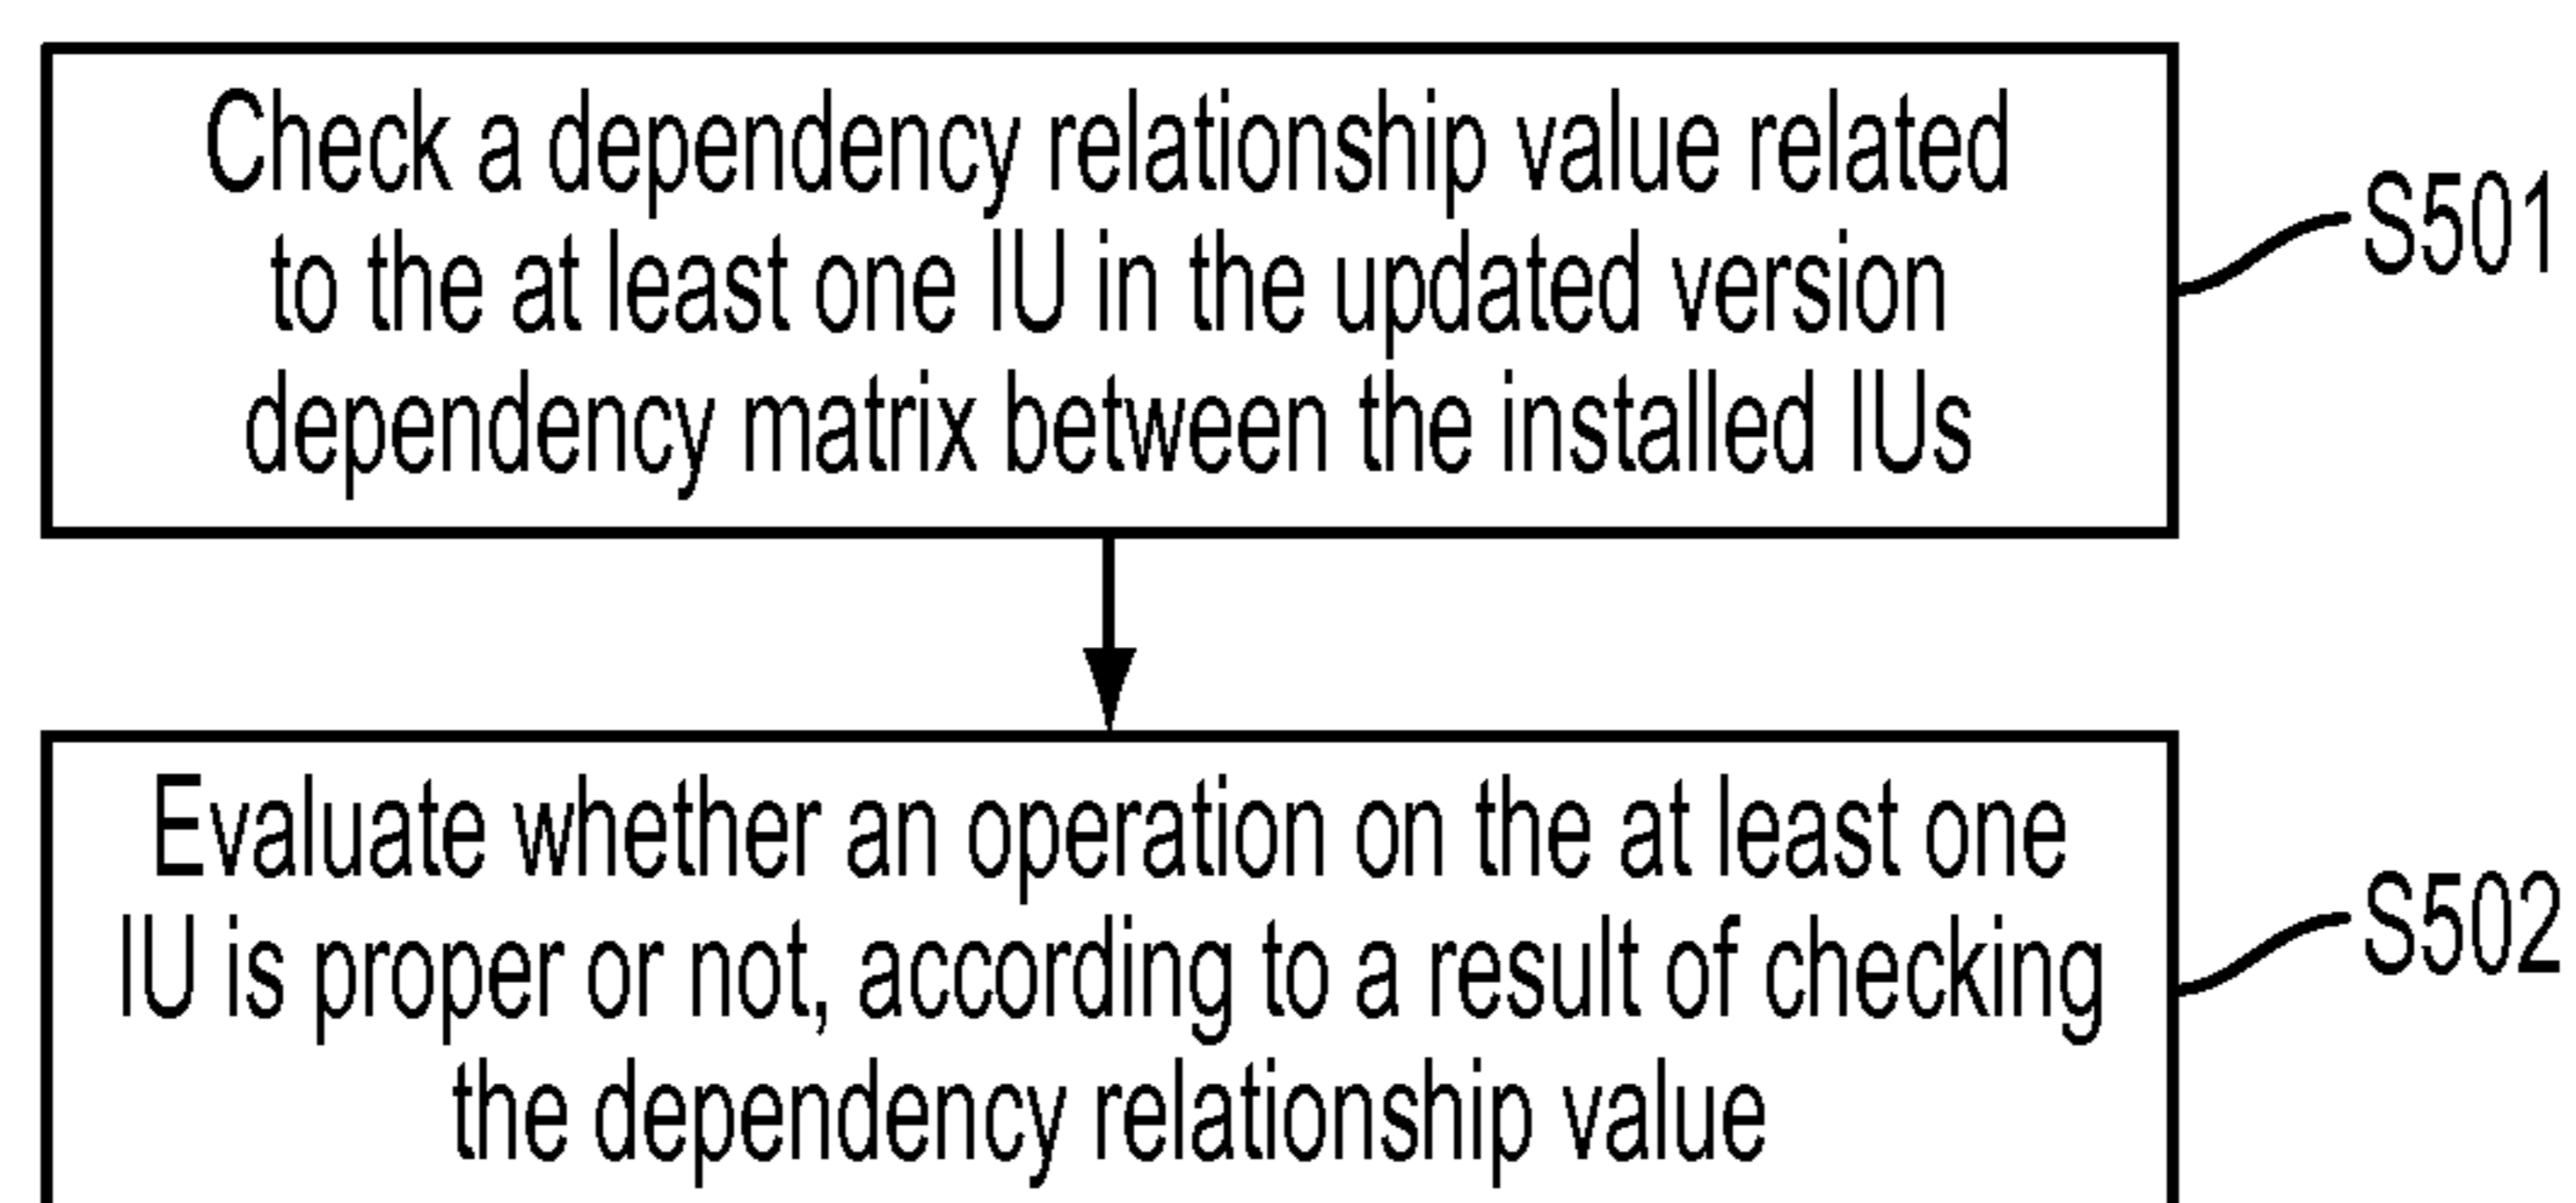 Check a dependency relationship value related
to the at least one IU in the updated version
dependency matrix between the installed IUs
S501
Evaluate whether an operation on the at least one
IU is proper or not, according to a result of checking
the dependency relationship value
S502